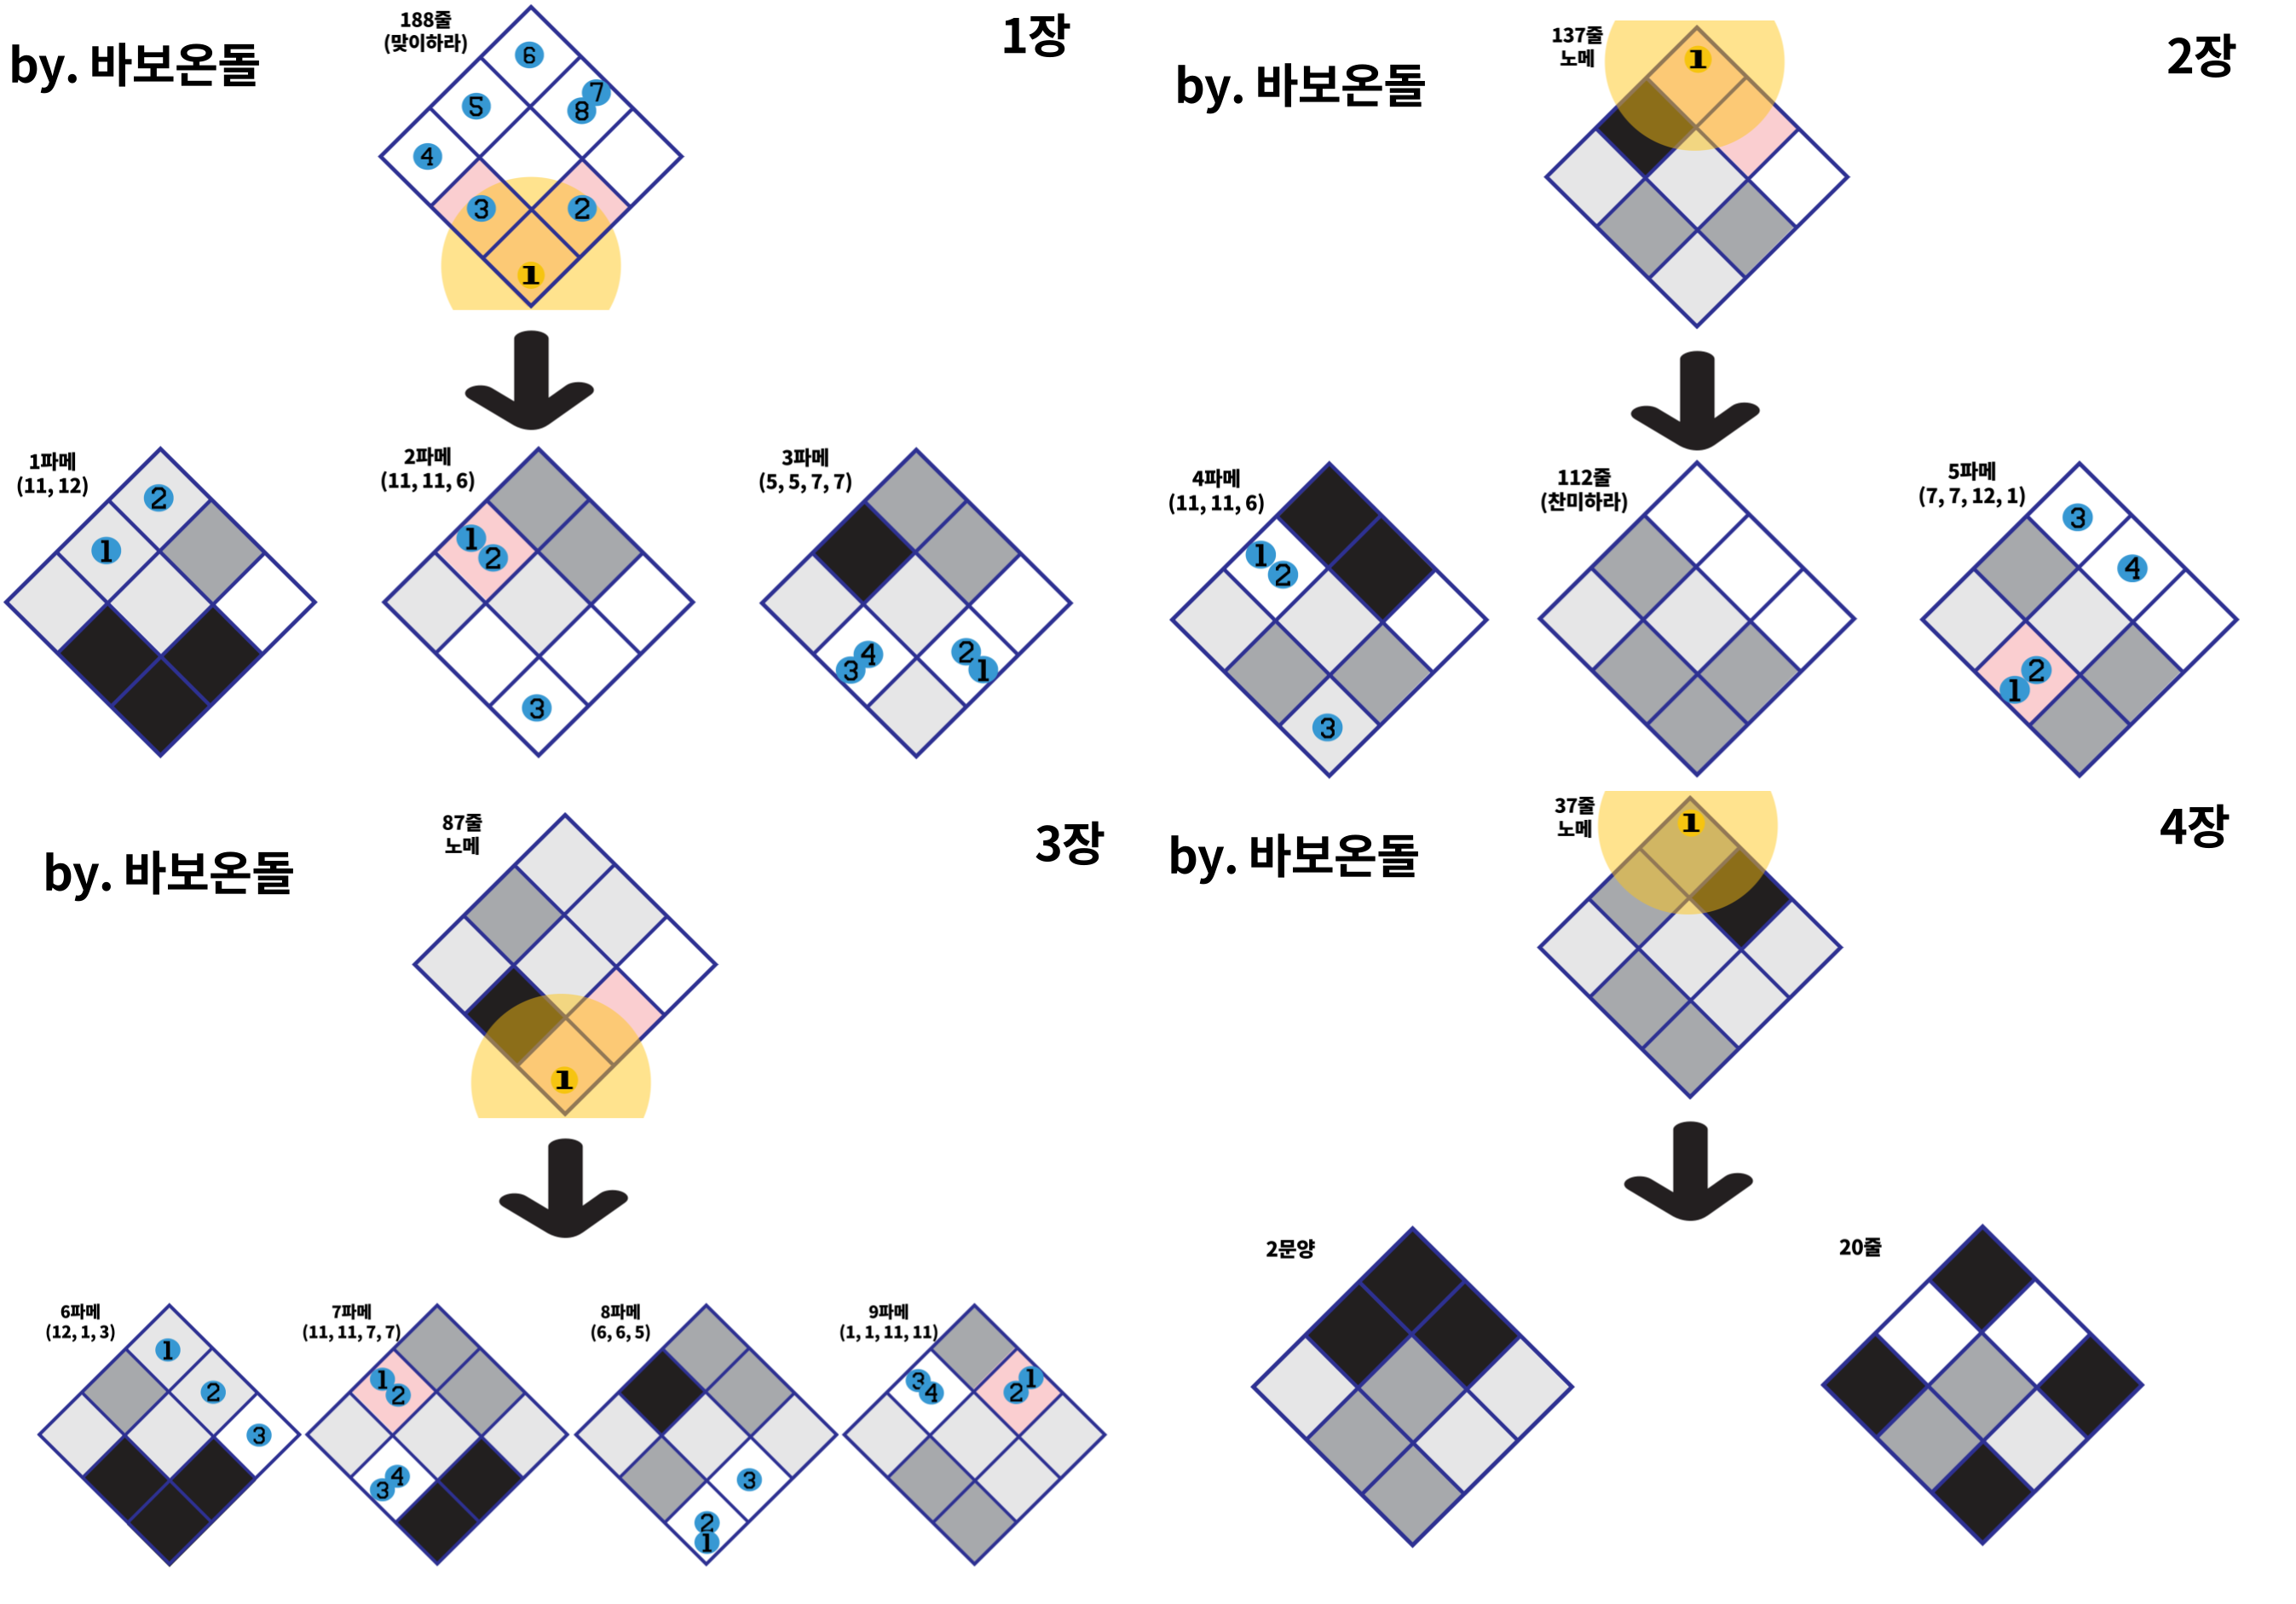 by. 바보온돌
188줄
(맞이하라)
1장
6
5
7
8
4
3
2
1
1파메
(11, 12)
2
1
2파메
(11, 11, 6)
1
2
3
3파메
(5, 5, 7, 7)
4
3
2
1
by. 바보온돌
137줄
노메
2장
1
4파메
(11, 11, 6)
1
2
3
112줄
(찬미하라)
5파메
(7, 7, 12, 1)
3
4
2
1
by. 바보온돌
87줄
노메
3장
1
6파메
(12, 1, 3)
1
2
3
7파메
(11, 11, 7, 7)
1
2
4
3
8파메
(6, 6, 5)
3
2
1
9파메
(1, 1, 11, 11)
3
4
1
2
by. 바보온돌
37줄
노메
4장
1
2문양
20줄